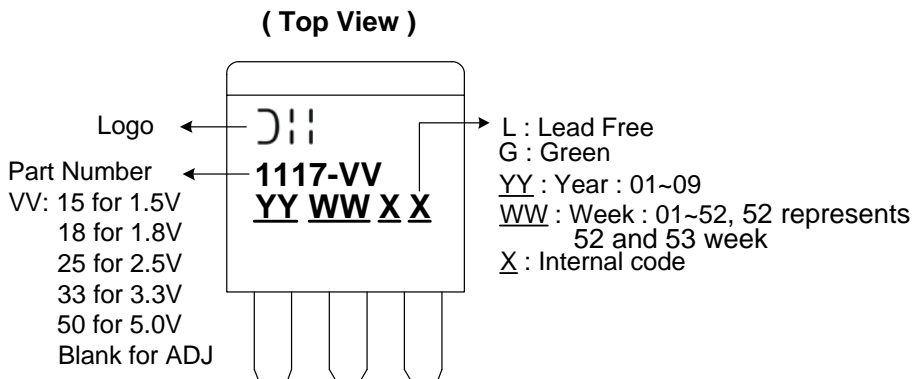 ( Top View )
Logo
Part Number
VV: 15 for 1.5V
18 for 1.8V
25 for 2.5V
33 for 3.3V
50 for 5.0V
Blank for ADJ
1117-VV
YY WW X X
L : Lead Free
G : Green
YY : Year : 01~09
WW : Week : 01~52, 52 represents
52 and 53 week
X : Internal code